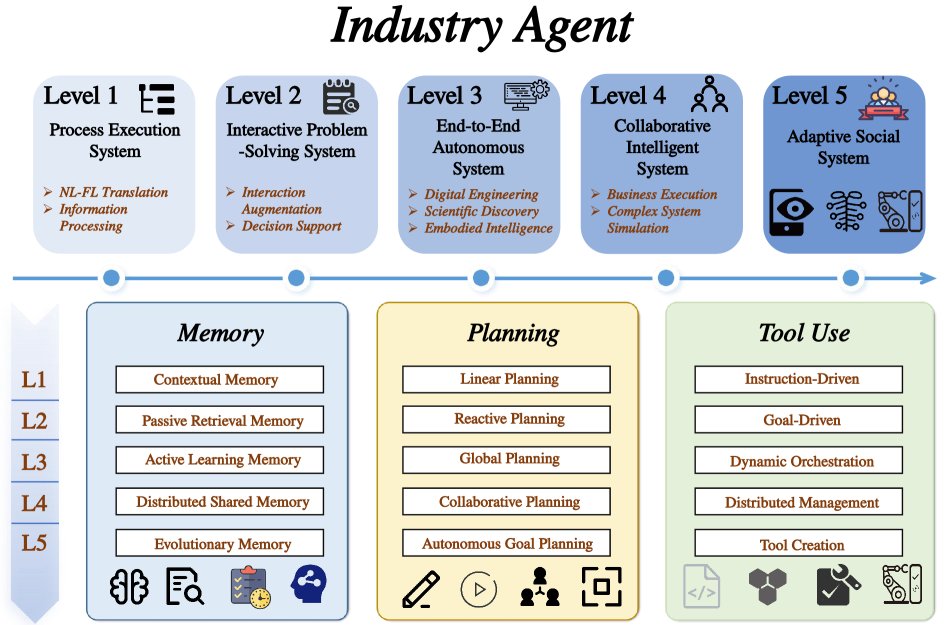 Industry Agent
Level 1
Process Execution
System
NL-FL Translation
Information
Processing
Level 2
Interactive Problem
-Solving System
Interaction
Augmentation
Decision Support
Level 3
End-to-End
Autonomous
System
Digital Engineering
Scientific Discovery
Embodied Intelligence
Level 4
Collaborative
Intelligent
System
Business Execution
Complex System
Simulation
Level 5
Adaptive Social
System
L1
L2
L3
L4
L5
Memory
Contextual Memory
Passive Retrieval Memory
Active Learning Memory
Distributed Shared Memory
Evolutionary Memory
Planning
Linear Planning
Reactive Planning
Global Planning
Collaborative Planning
Autonomous Goal Planning
Tool Use
Instruction-Driven
Goal-Driven
Dynamic Orchestration
Distributed Management
Tool Creation